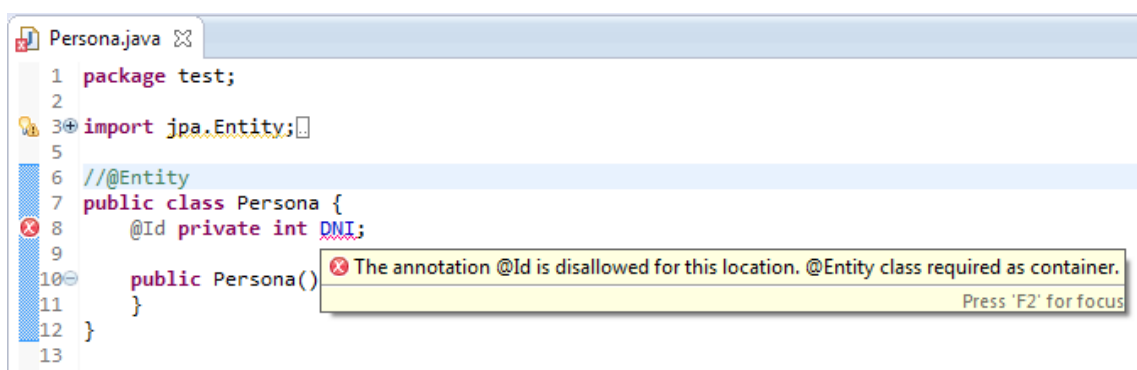 Persona.java
1 package test;
2
3 import jpa.Entity;
5
6 //@Entity
7 public class Persona {
8 @Id private int DNI;
9
The annotation @Id is disallowed for this location. @Entity class required as container.
10 public Persona()
Press 'F2' for focus
11 }
12 }
13